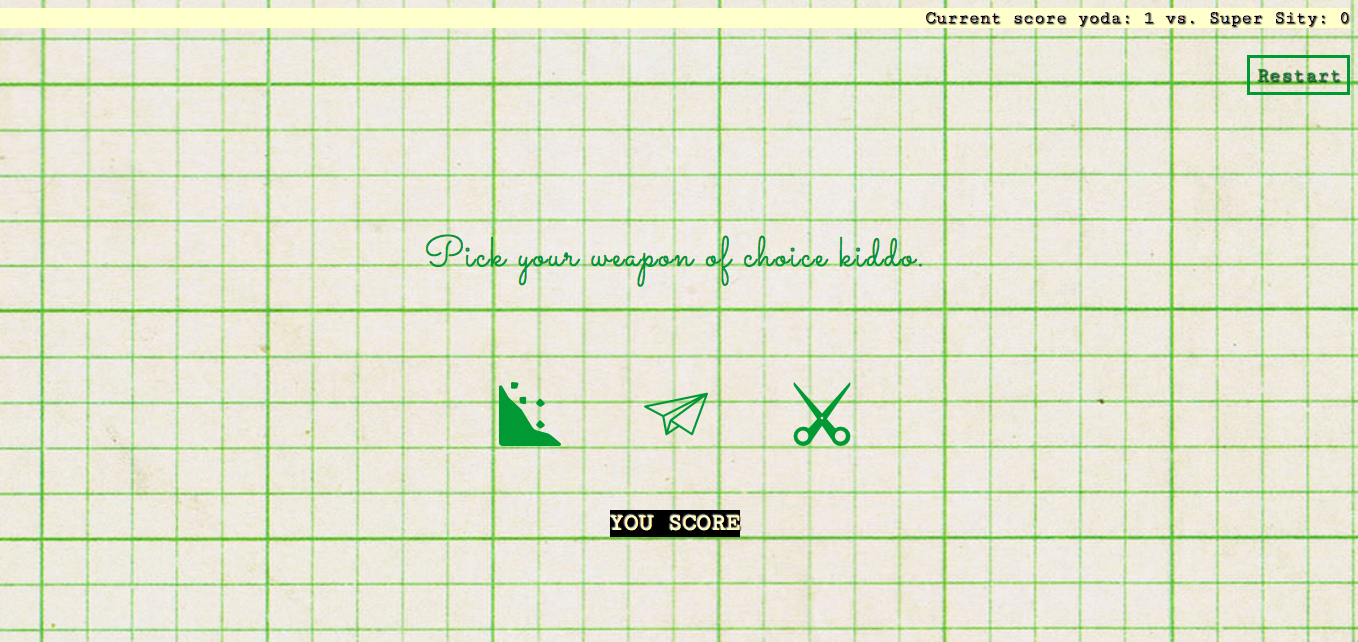 Current score yoda: 1 vs. Super Sity: 0
Restart
Pick your weapon of choice kiddo.
YOU SCORE